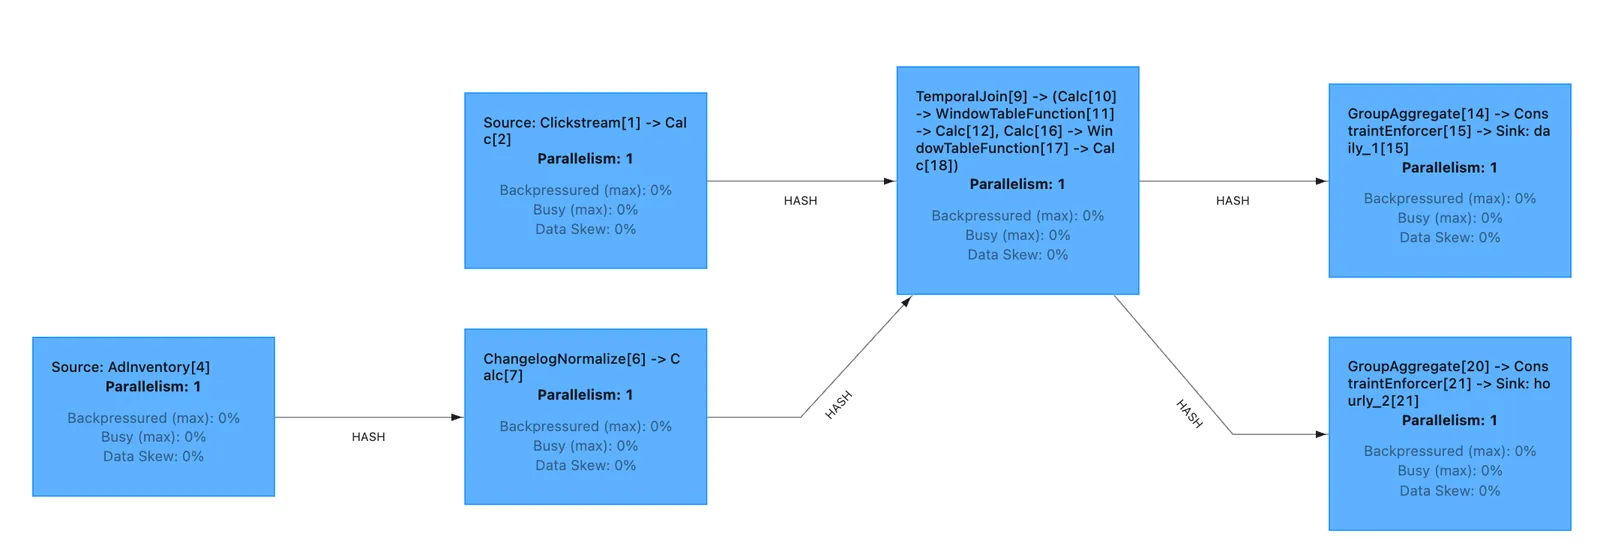 Source: Clickstream[1] -> Cal
c[2]
Parallelism: 1
Backpressured (max): 0%
Busy (max): 0%
Data Skew: 0%
HASH
TemporalJoin[9] -> (Calc[10]
-> WindowTableFunction[11]
-> Calc[12], Calc[16] -> Win
dowTableFunction[17] -> Cal
c[18])
Parallelism: 1
Backpressured (max): 0%
Busy (max): 0%
Data Skew: 0%
HASH
GroupAggregate[14] -> Cons
traintEnforcer[15] -> Sink: da
ily_1[15]
Parallelism: 1
Backpressured (max): 0%
Busy (max): 0%
Data Skew: 0%
Source: AdInventory[4]
Parallelism: 1
Backpressured (max): 0%
Busy (max): 0%
Data Skew: 0%
HASH
ChangelogNormalize[6] -> C
alc[7]
Parallelism: 1
Backpressured (max): 0%
Busy (max): 0%
Data Skew: 0%
HASH
HASH
GroupAggregate[20] -> Cons
traintEnforcer[21] -> Sink: ho
urly_2[21]
Parallelism: 1
Backpressured (max): 0%
Busy (max): 0%
Data Skew: 0%